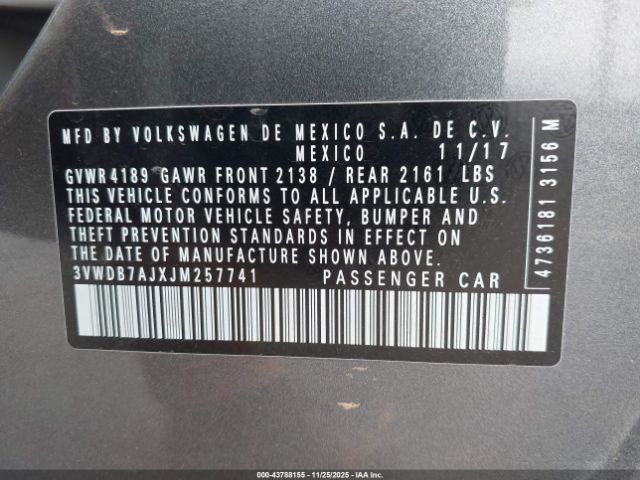 MFD BY VOLKSWAGEN DE MEXICO S.A. DE C.V.
MEXICO 11/17
GVWR4189 GAWR FRONT 2138 / REAR 2161 LBS
THIS VEHICLE CONFORMS TO ALL APPLICABLE U.S.
FEDERAL MOTOR VEHICLE SAFETY, BUMPER AND
THEFT PREVENTION STANDARDS IN EFFECT ON
THE DATE OF MANUFACTURE SHOWN ABOVE.
3VWDB7AJXJM257741 PASSENGER CAR
4736181 3156 M
000-43788155 - 11/25/2025 - IAA, Inc.